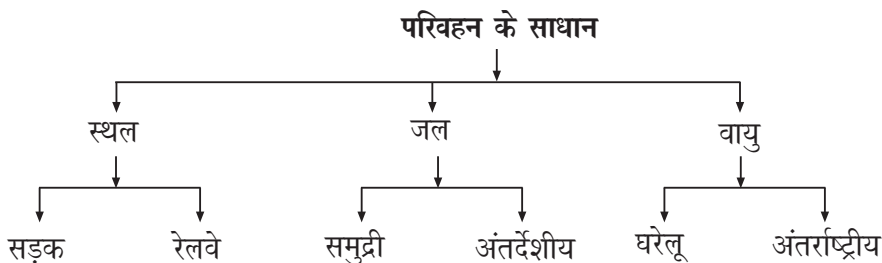 परिवहन के साधान
स्थल जल वायु
सड़क रेलवे समुद्री अंतर्देशीय घरेलू अंतर्राष्ट्रीय